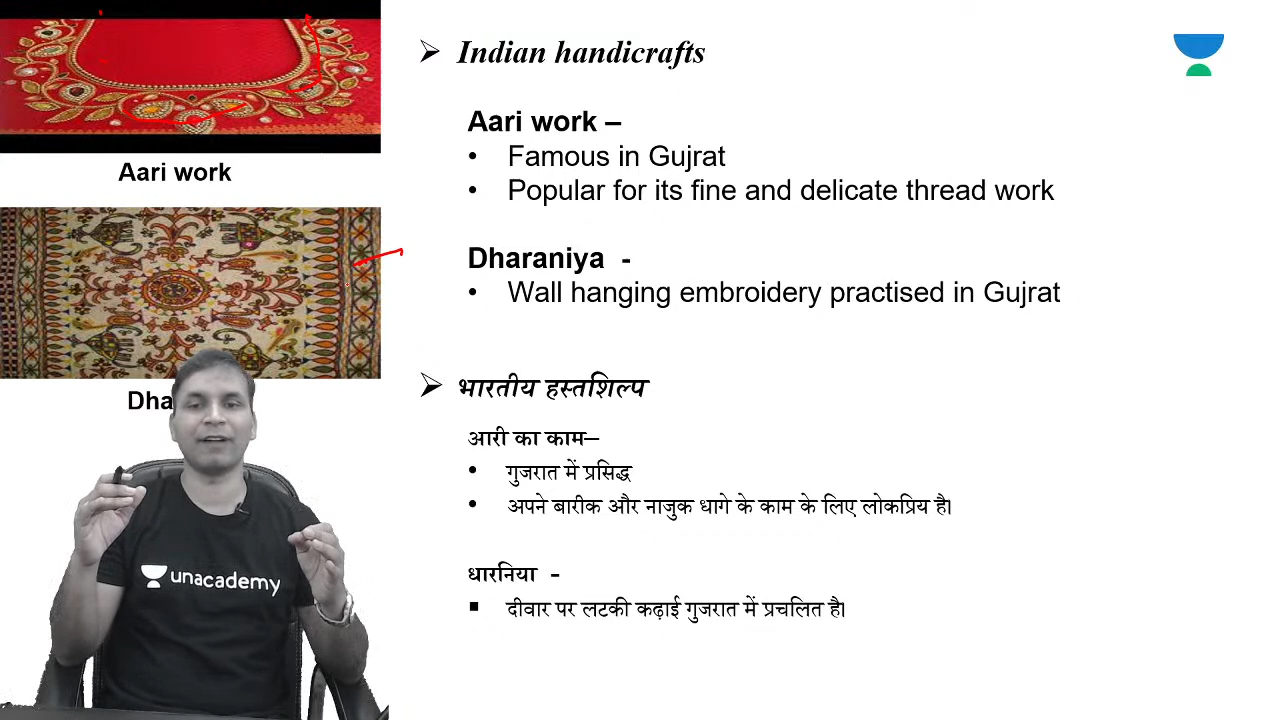 Indian handicrafts
Aari work –
• Famous in Gujrat
• Popular for its fine and delicate thread work
Dharaniya -
• Wall hanging embroidery practised in Gujrat
भारतीय हस्तशिल्प
आरी का काम–
• गुजरात में प्रसिद्ध
• अपने बारीक और नाजुक धागे के काम के लिए लोकप्रिय है।
धारनिया -
▪ दीवार पर लटकी कढ़ाई गुजरात में प्रचलित है।
Aari work
Dha
unacademy